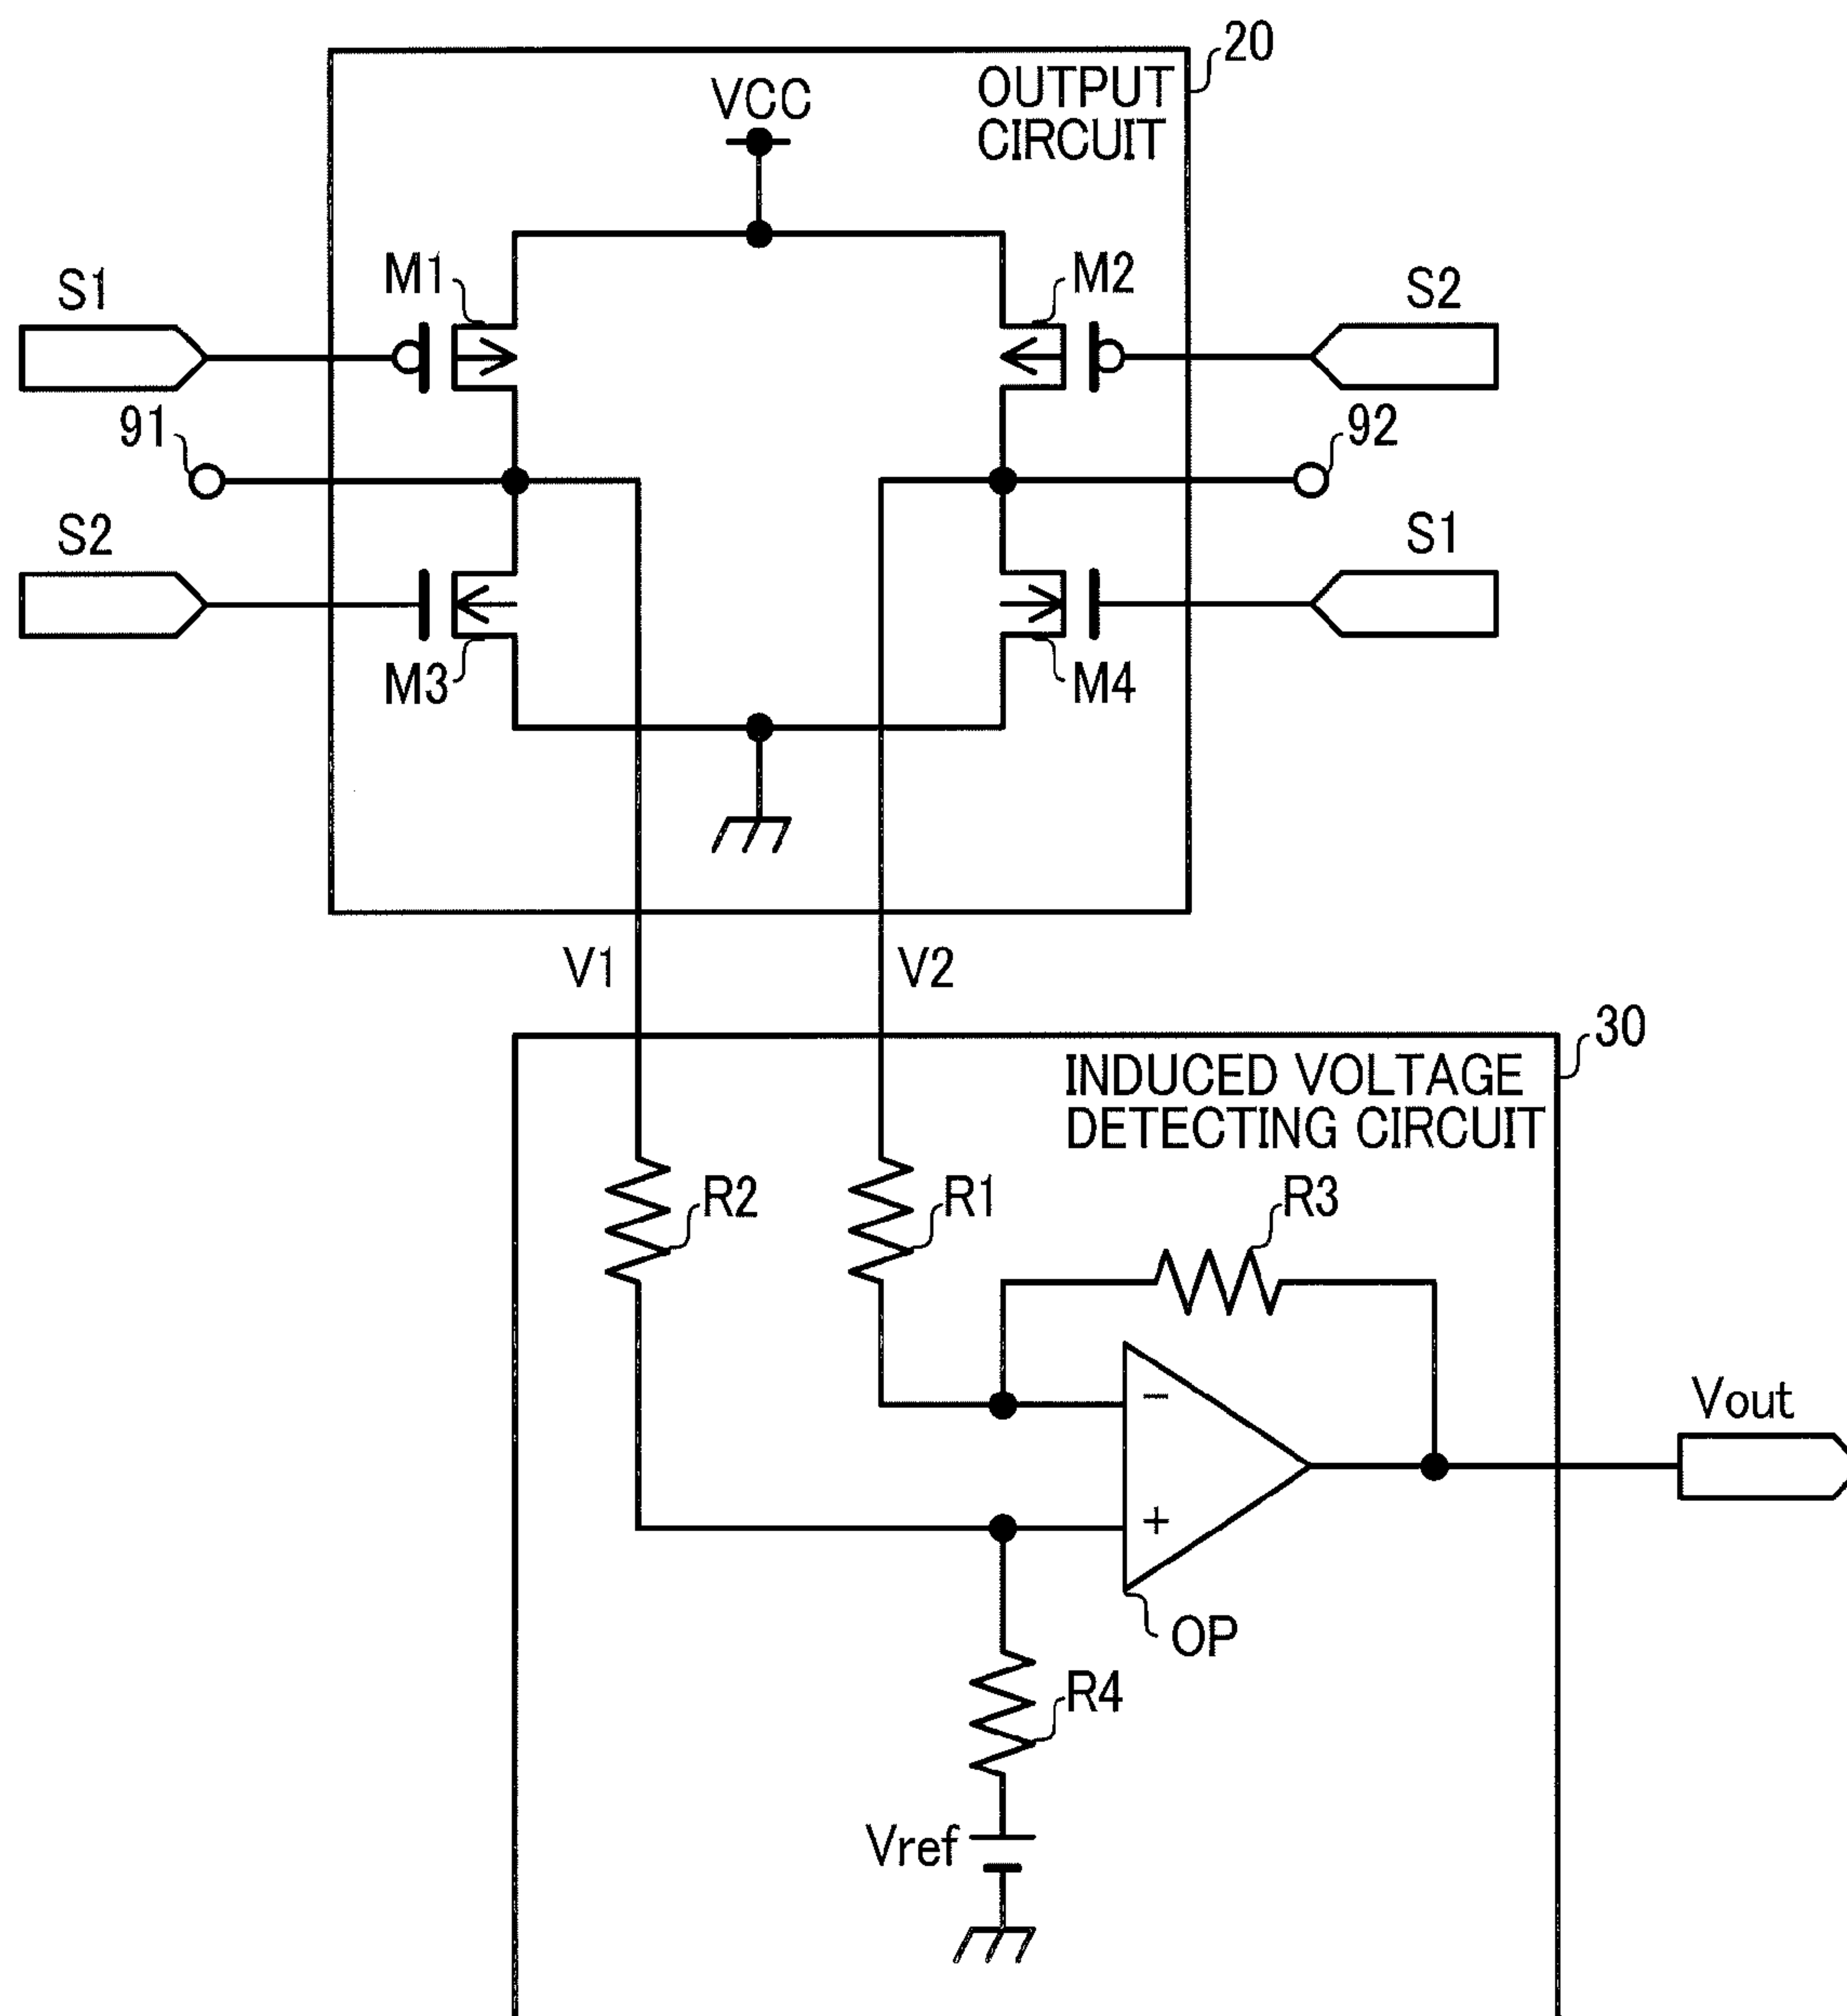 20
OUTPUT
CIRCUIT
VCC
M1
M2
S1
S2
91
92
S2
S1
M3
M4
V1
V2
30
INDUCED VOLTAGE
DETECTING CIRCUIT
R2
R1
R3
−
Vout
+
OP
R4
Vref